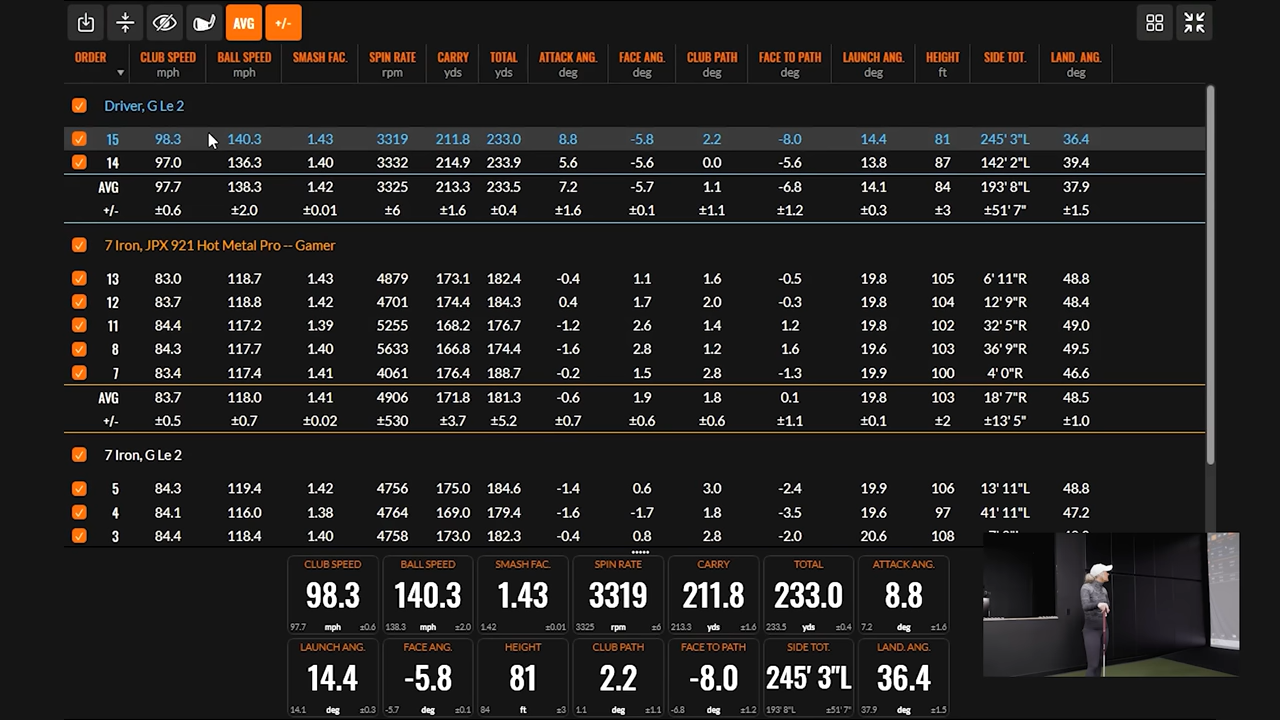 AVG +/-
ORDER CLUB SPEED BALL SPEED SMASH FAC. SPIN RATE CARRY TOTAL ATTACK ANG. FACE ANG. CLUB PATH FACE TO PATH LAUNCH ANG. HEIGHT SIDE TOT. LAND. ANG.
mph mph rpm yds yds deg deg deg deg deg ft deg
Driver, G Le 2
15 98.3 140.3 1.43 3319 211.8 233.0 8.8 -5.8 2.2 -8.0 14.4 81 245' 3"L 36.4
14 97.0 136.3 1.40 3332 214.9 233.9 5.6 -5.6 0.0 -5.6 13.8 87 142' 2"L 39.4
AVG 97.7 138.3 1.42 3325 213.3 233.5 7.2 -5.7 1.1 -6.8 14.1 84 193' 8"L 37.9
+/- ±0.6 ±2.0 ±0.01 ±6 ±1.6 ±0.4 ±1.6 ±0.1 ±1.1 ±1.2 ±0.3 ±3 ±51' 7" ±1.5
7 Iron, JPX 921 Hot Metal Pro -- Gamer
13 83.0 118.7 1.43 4879 173.1 182.4 -0.4 1.1 1.6 -0.5 19.8 105 6' 11"R 48.8
12 83.7 118.8 1.42 4701 174.4 184.3 0.4 1.7 2.0 -0.3 19.8 104 12' 9"R 48.4
11 84.4 117.2 1.39 5255 168.2 176.7 -1.2 2.6 1.4 1.2 19.8 102 32' 5"R 49.0
8 84.3 117.7 1.40 5633 166.8 174.4 -1.6 2.8 1.2 1.6 19.6 103 36' 9"R 49.5
7 83.4 117.4 1.41 4061 176.4 188.7 -0.2 1.5 2.8 -1.3 19.9 100 4' 0"R 46.6
AVG 83.7 118.0 1.41 4906 171.8 181.3 -0.6 1.9 1.8 0.1 19.8 103 18' 7"R 48.5
+/- ±0.5 ±0.7 ±0.02 ±530 ±3.7 ±5.2 ±0.7 ±0.6 ±0.6 ±1.1 ±0.1 ±2 ±13' 5" ±1.0
7 Iron, G Le 2
5 84.3 119.4 1.42 4756 175.0 184.6 -1.4 0.6 3.0 -2.4 19.9 106 13' 11"L 48.8
4 84.1 116.0 1.38 4764 169.0 179.4 -1.6 -1.7 1.8 -3.5 19.6 97 41' 11"L 47.2
3 84.4 118.4 1.40 4758 173.0 182.3 -0.4 0.8 2.8 -2.0 20.6 108
CLUB SPEED BALL SPEED SMASH FAC. SPIN RATE CARRY TOTAL ATTACK ANG.
98.3 140.3 1.43 3319 211.8 233.0 8.8
97.7 mph ±0.6 138.3 mph ±2.0 1.42 ±0.01 3325 rpm ±6 213.3 yds ±1.6 233.5 yds ±0.4 7.2 deg ±1.6
LAUNCH ANG. FACE ANG. HEIGHT CLUB PATH FACE TO PATH SIDE TOT. LAND. ANG.
14.4 -5.8 81 2.2 -8.0 245' 3"L 36.4
14.1 deg ±0.3 -5.7 deg ±0.1 84 ft ±3 1.1 deg ±1.1 -6.8 deg ±1.2 193' 8"L ±51' 7" 37.9 deg ±1.5